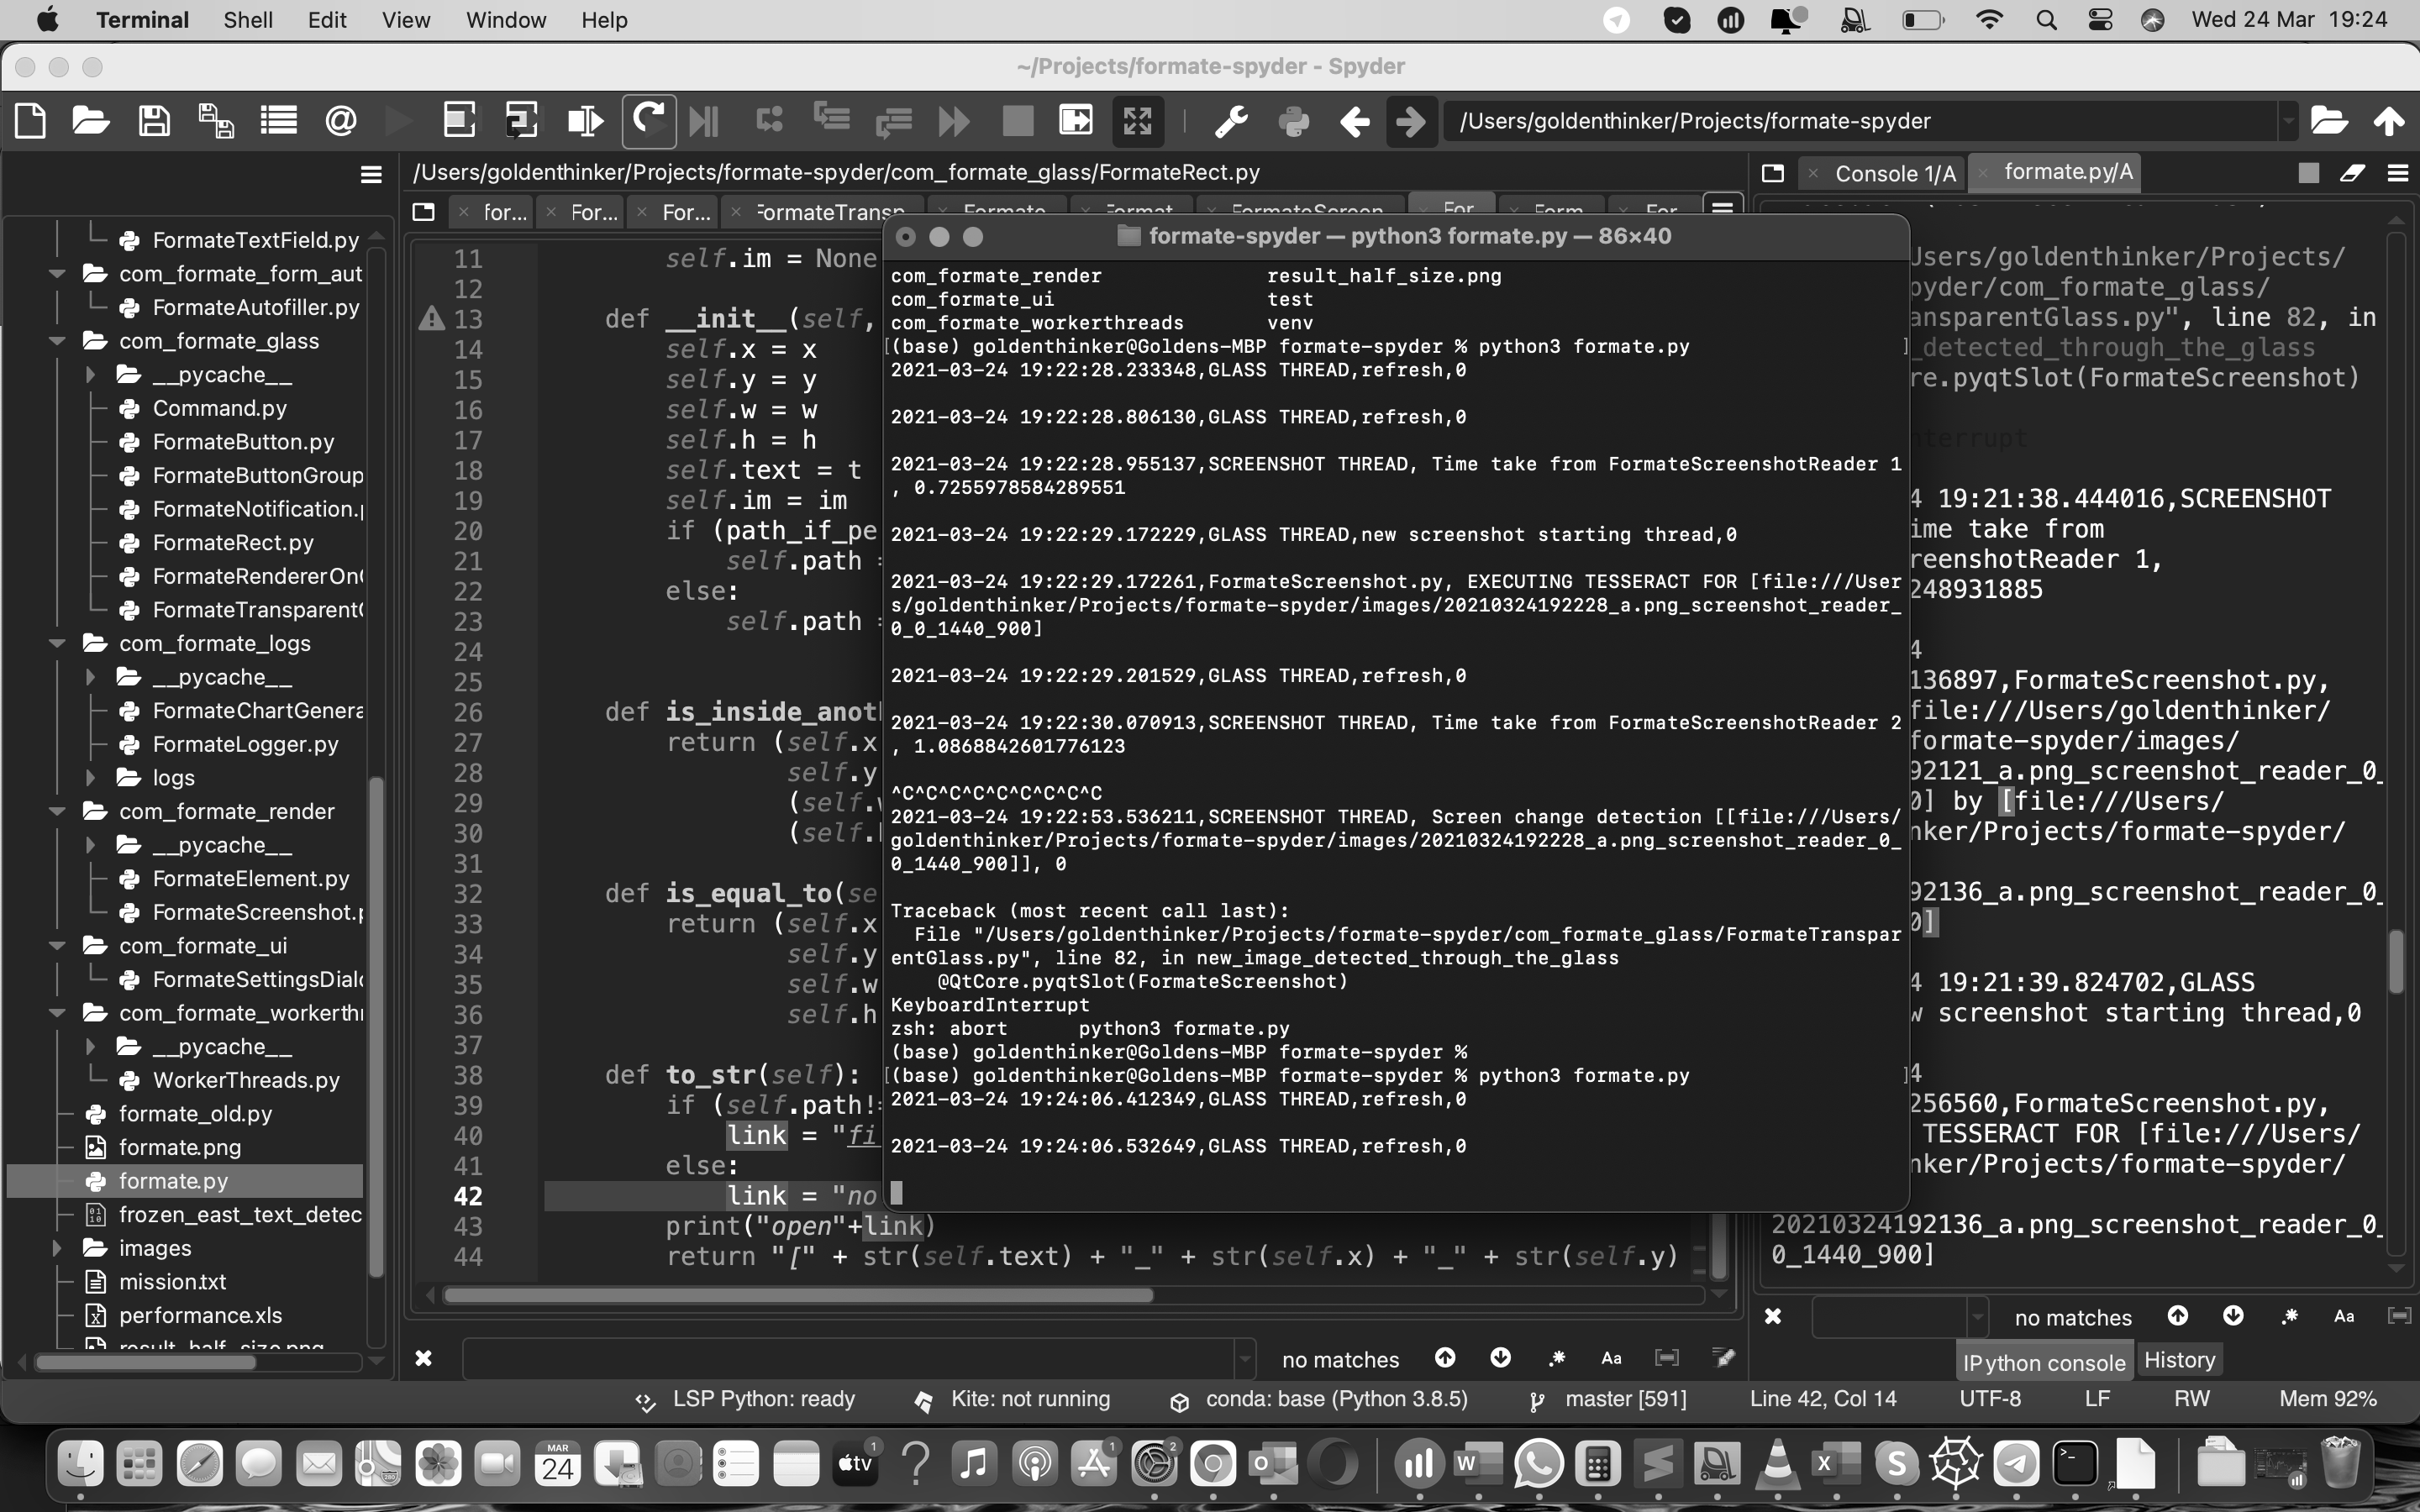 Terminal Shell Edit View Window Help Wed 24 Mar 19:24
~/Projects/formate-spyder - Spyder
/Users/goldenthinker/Projects/formate-spyder
/Users/goldenthinker/Projects/formate-spyder/com_formate_glass/FormateRect.py
Console 1/A formate.py/A
for... For... For...
FormateTextField.py
com_formate_form_aut
FormateAutofiller.py
com_formate_glass
__pycache__
Command.py
FormateButton.py
FormateButtonGroup
FormateNotification.
FormateRect.py
FormateRendererOn
FormateTransparent
com_formate_logs
__pycache__
FormateChartGenera
FormateLogger.py
logs
com_formate_render
__pycache__
FormateElement.py
FormateScreenshot.
com_formate_ui
FormateSettingsDial
com_formate_workerth
__pycache__
WorkerThreads.py
formate_old.py
formate.png
formate.py
frozen_east_text_detec
images
mission.txt
performance.xls
result_half_size.png
11 self.im = None
12
13 def __init__(self,
14 self.x = x
15 self.y = y
16 self.w = w
17 self.h = h
18 self.text = t
19 self.im = im
20 if (path_if_pe
21 self.path
22 else:
23 self.path
24
25
26 def is_inside_anot
27 return (self.x
28 self.y
29 (self.
30 (self.
31
32 def is_equal_to(se
33 return (self.x
34 self.y
35 self.w
36 self.h
37
38 def to_str(self):
39 if (self.path!
40 link = "fi
41 else:
42 link = "no
43 print("open"+link)
44 return "[" + str(self.text) + "_" + str(self.x) + "_" + str(self.y)
formate-spyder — python3 formate.py — 86×40
com_formate_render result_half_size.png
com_formate_ui test
com_formate_workerthreads venv
[(base) goldenthinker@Goldens-MBP formate-spyder % python3 formate.py ]
2021-03-24 19:22:28.233348,GLASS THREAD,refresh,0
2021-03-24 19:22:28.806130,GLASS THREAD,refresh,0
2021-03-24 19:22:28.955137,SCREENSHOT THREAD, Time take from FormateScreenshotReader 1
, 0.7255978584289551
2021-03-24 19:22:29.172229,GLASS THREAD,new screenshot starting thread,0
2021-03-24 19:22:29.172261,FormateScreenshot.py, EXECUTING TESSERACT FOR [file:///User
s/goldenthinker/Projects/formate-spyder/images/20210324192228_a.png_screenshot_reader_
0_0_1440_900]
2021-03-24 19:22:29.201529,GLASS THREAD,refresh,0
2021-03-24 19:22:30.070913,SCREENSHOT THREAD, Time take from FormateScreenshotReader 2
, 1.0868842601776123
^C^C^C^C^C^C^C^C^C
2021-03-24 19:22:53.536211,SCREENSHOT THREAD, Screen change detection [[file:///Users/
goldenthinker/Projects/formate-spyder/images/20210324192228_a.png_screenshot_reader_0_
0_1440_900]], 0
Traceback (most recent call last):
File "/Users/goldenthinker/Projects/formate-spyder/com_formate_glass/FormateTranspar
entGlass.py", line 82, in new_image_detected_through_the_glass
@QtCore.pyqtSlot(FormateScreenshot)
KeyboardInterrupt
zsh: abort python3 formate.py
(base) goldenthinker@Goldens-MBP formate-spyder %
[(base) goldenthinker@Goldens-MBP formate-spyder % python3 formate.py ]
2021-03-24 19:24:06.412349,GLASS THREAD,refresh,0
2021-03-24 19:24:06.532649,GLASS THREAD,refresh,0
Users/goldenthinker/Projects/
pyder/com_formate_glass/
ansparentGlass.py", line 82, in
_detected_through_the_glass
re.pyqtSlot(FormateScreenshot)
nterrupt
4 19:21:38.444016,SCREENSHOT
ime take from
reenshotReader 1,
248931885
4
136897,FormateScreenshot.py,
file:///Users/goldenthinker/
formate-spyder/images/
92121_a.png_screenshot_reader_0_
0] by [file:///Users/
nker/Projects/formate-spyder/
92136_a.png_screenshot_reader_0_
0]
4 19:21:39.824702,GLASS
w screenshot starting thread,0
4
256560,FormateScreenshot.py,
TESSERACT FOR [file:///Users/
nker/Projects/formate-spyder/
20210324192136_a.png_screenshot_reader_0_
0_1440_900]
no matches Aa
no matches Aa
IPython console History
LSP Python: ready Kite: not running conda: base (Python 3.8.5) master [591] Line 42, Col 14 UTF-8 LF RW Mem 92%
MAR
24
tv 1
1
2